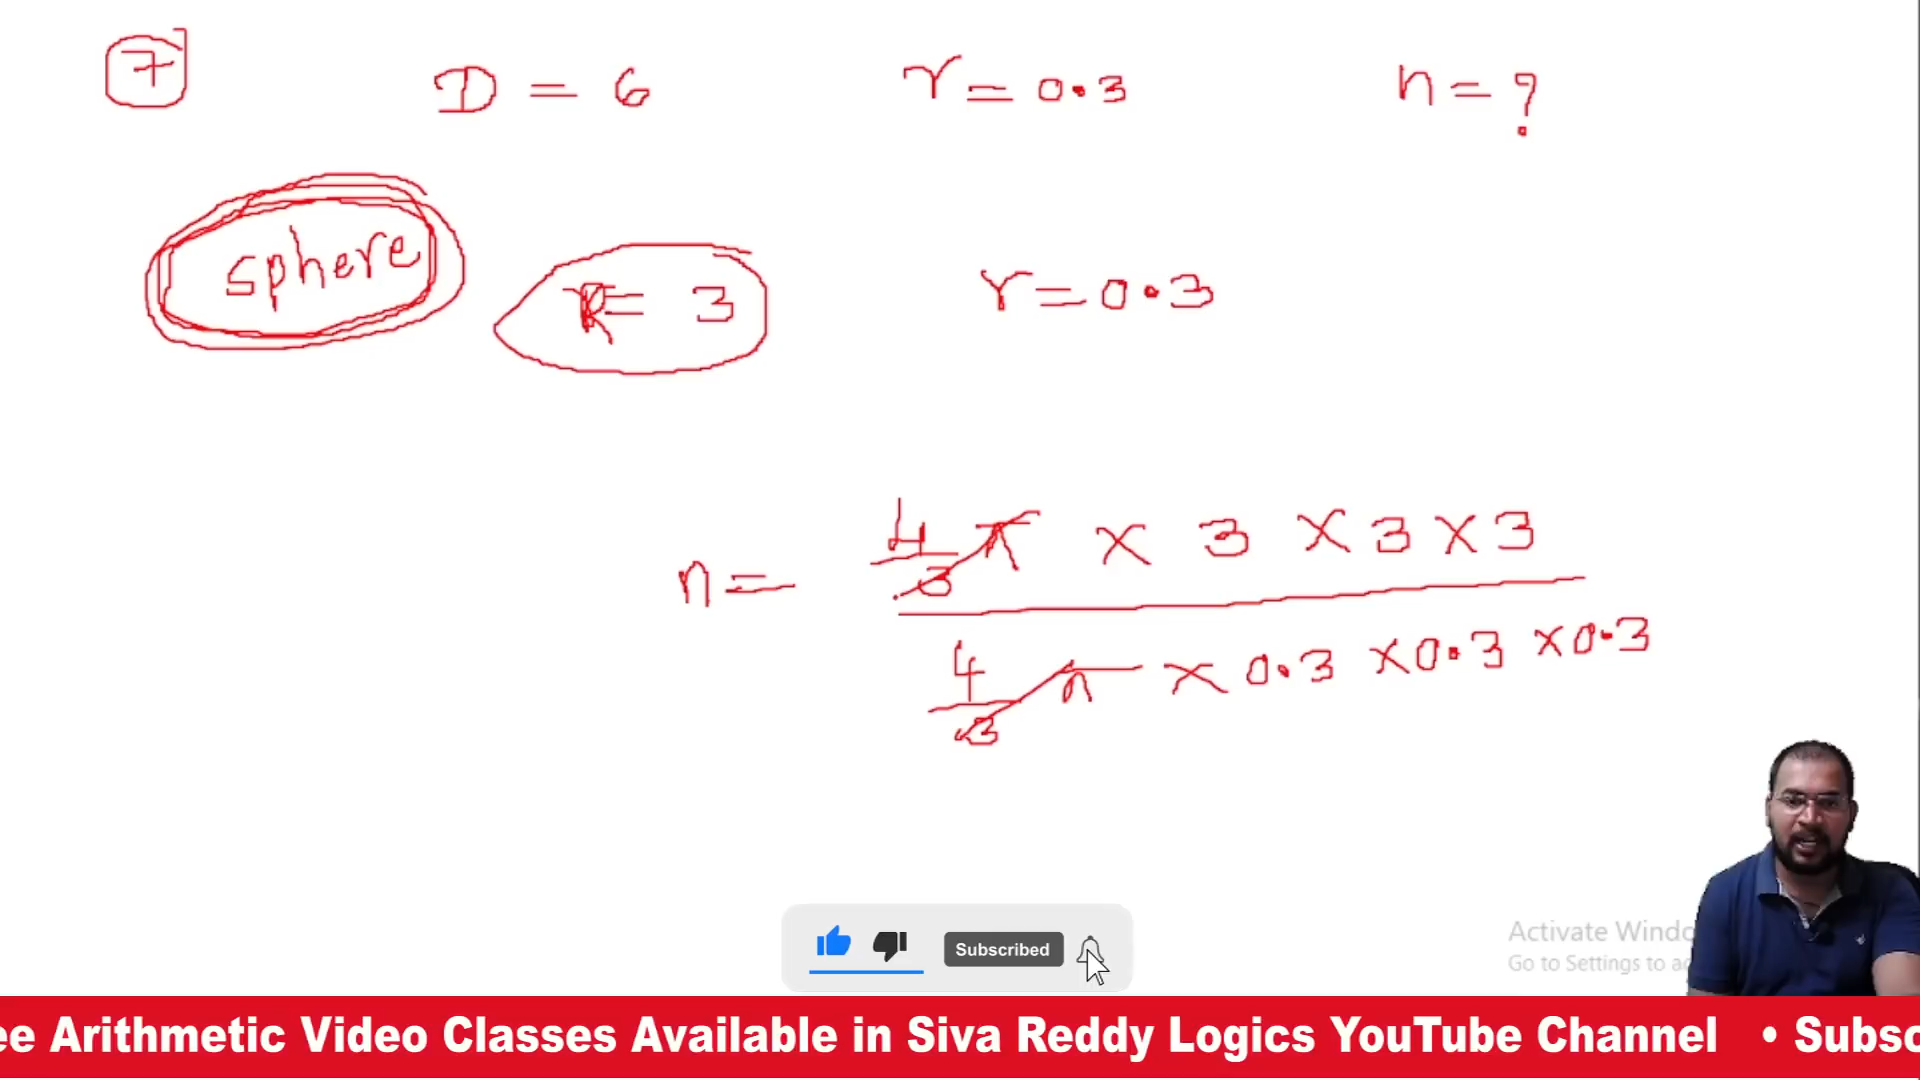 7
D = 6 r = 0.3 n = ?
sphere
R = 3 r = 0.3
n = 4/3 π × 3 × 3 × 3
4/3 π × 0.3 × 0.3 × 0.3
Subscribed
Activate Windo
Go to Settings to ac
ee Arithmetic Video Classes Available in Siva Reddy Logics YouTube Channel • Subsc